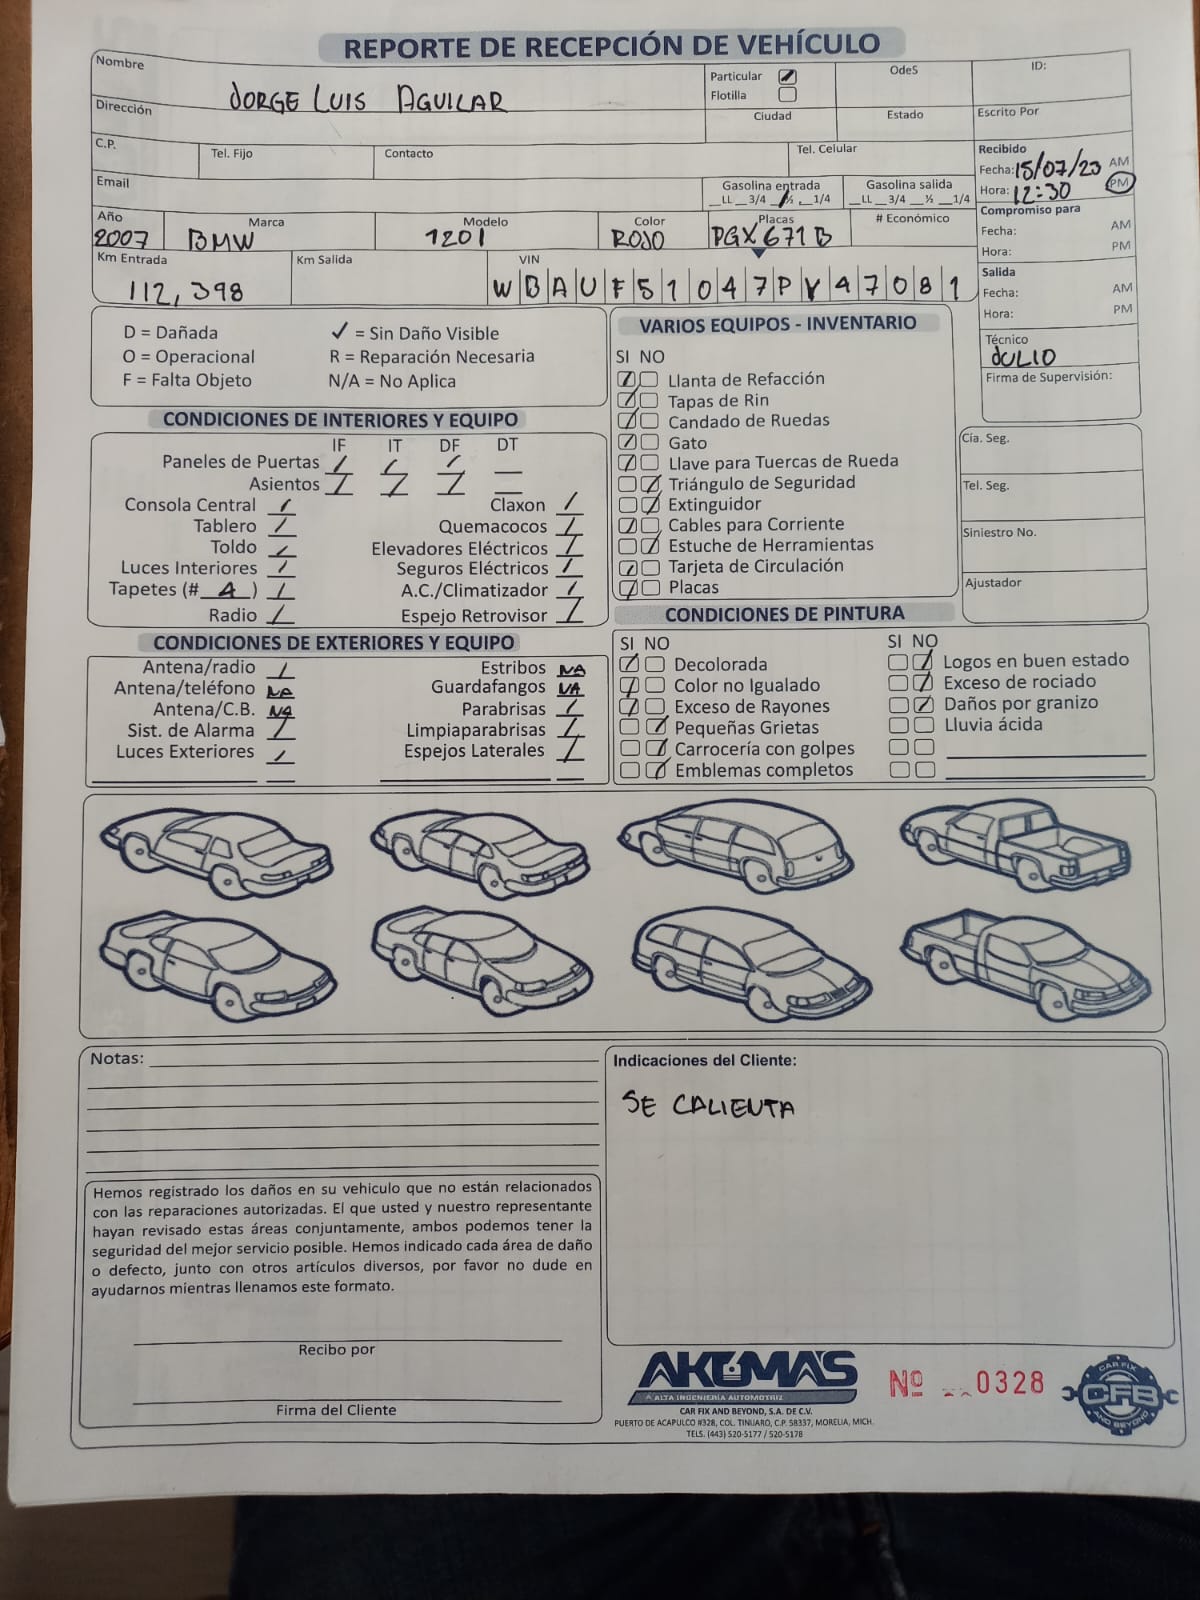 REPORTE DE RECEPCIÓN DE VEHÍCULO
Nombre JORGE LUIS AGUILAR
Particular
Flotilla
OdeS
ID:
Dirección
Ciudad
Estado
Escrito Por
C.P.
Tel. Fijo
Contacto
Tel. Celular
Recibido
Fecha: 15/07/23 AM
Hora: 12:30 PM
Email
Gasolina entrada
__LL __3/4 __½ __1/4
Gasolina salida
__LL __3/4 __½ __1/4
Compromiso para
Fecha: AM
Hora: PM
Año 2007
Marca BMW
Modelo 120I
Color ROJO
Placas PGX671B
# Económico
Km Entrada 112,398
Km Salida
VIN WBAUF51047PY47081
Salida
Fecha: AM
Hora: PM
Técnico
JULIO
Firma de Supervisión:
D = Dañada ✓ = Sin Daño Visible
O = Operacional R = Reparación Necesaria
F = Falta Objeto N/A = No Aplica
CONDICIONES DE INTERIORES Y EQUIPO
IF IT DF DT
Paneles de Puertas
Asientos
Consola Central Claxon
Tablero Quemacocos
Toldo Elevadores Eléctricos
Luces Interiores Seguros Eléctricos
Tapetes (# 4 ) A.C./Climatizador
Radio Espejo Retrovisor
VARIOS EQUIPOS - INVENTARIO
SI NO
Llanta de Refacción
Tapas de Rin
Candado de Ruedas
Gato
Llave para Tuercas de Rueda
Triángulo de Seguridad
Extinguidor
Cables para Corriente
Estuche de Herramientas
Tarjeta de Circulación
Placas
Cía. Seg.
Tel. Seg.
Siniestro No.
Ajustador
CONDICIONES DE EXTERIORES Y EQUIPO
Antena/radio Estribos NA
Antena/teléfono NA Guardafangos NA
Antena/C.B. NA Parabrisas
Sist. de Alarma Limpiaparabrisas
Luces Exteriores Espejos Laterales
CONDICIONES DE PINTURA
SI NO SI NO
Decolorada Logos en buen estado
Color no Igualado Exceso de rociado
Exceso de Rayones Daños por granizo
Pequeñas Grietas Lluvia ácida
Carrocería con golpes
Emblemas completos
Notas:
Indicaciones del Cliente:
SE CALIENTA
Hemos registrado los daños en su vehiculo que no están relacionados
con las reparaciones autorizadas. El que usted y nuestro representante
hayan revisado estas áreas conjuntamente, ambos podemos tener la
seguridad del mejor servicio posible. Hemos indicado cada área de daño
o defecto, junto con otros artículos diversos, por favor no dude en
ayudarnos mientras llenamos este formato.
Recibo por
Firma del Cliente
AKOMA'S
ALTA INGENIERÍA AUTOMOTRIZ
CAR FIX AND BEYOND, S.A. DE C.V.
PUERTO DE ACAPULCO #328, COL. TINIJARO, C.P. 58337, MORELIA, MICH.
TELS. (443) 520-5177 / 520-5178
Nº 0328
CAR FIX
CFB
AND BEYOND